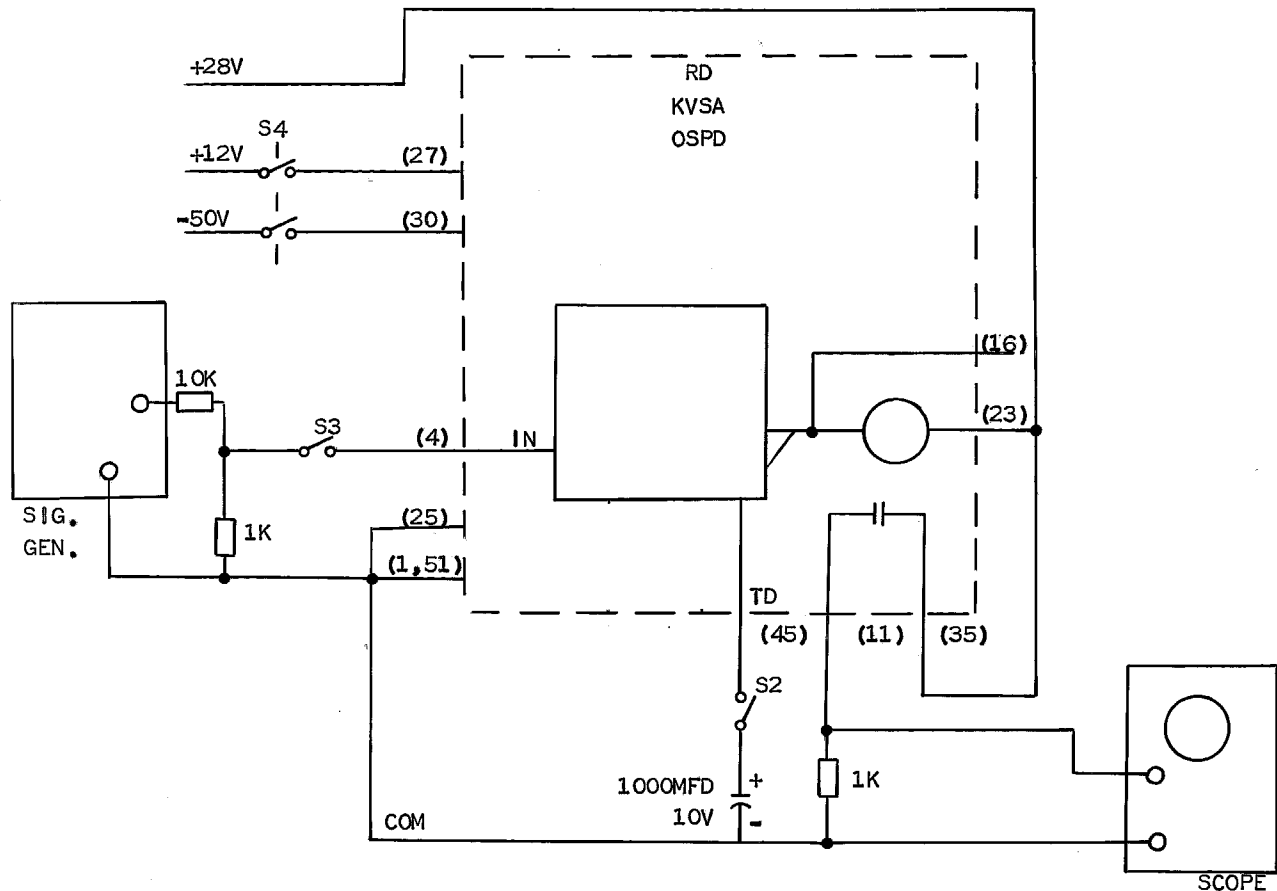 +28V
RD
KVSA
OSPD
S4
+12V
(27)
-50V
(30)
(16)
10K
(23)
S3
(4)
IN
SIG.
GEN.
(25)
1K
(1,51)
TD
(45)
(11)
(35)
S2
1000MFD
10V
+
-
1K
COM
SCOPE